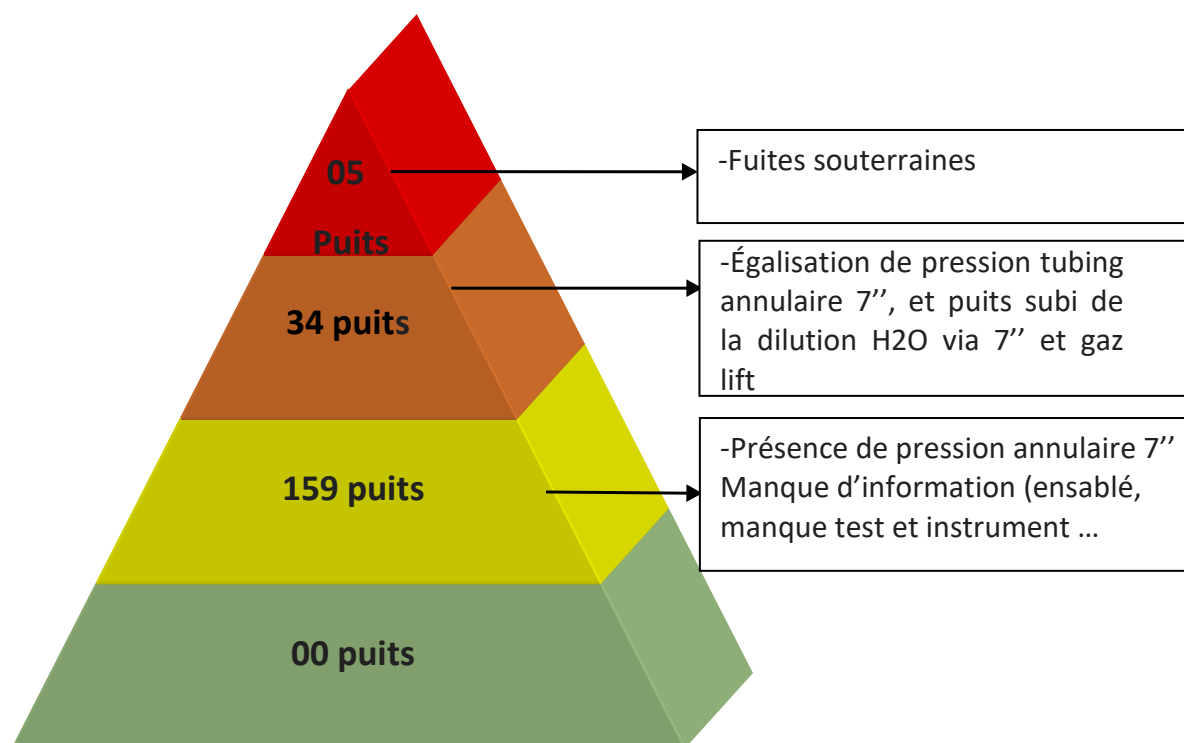 05
Puits
-Fuites souterraines
34 puits
-Égalisation de pression tubing
annulaire 7’’, et puits subi de
la dilution H2O via 7’’ et gaz
lift
159 puits
-Présence de pression annulaire 7’’
Manque d’information (ensablé,
manque test et instrument …
00 puits